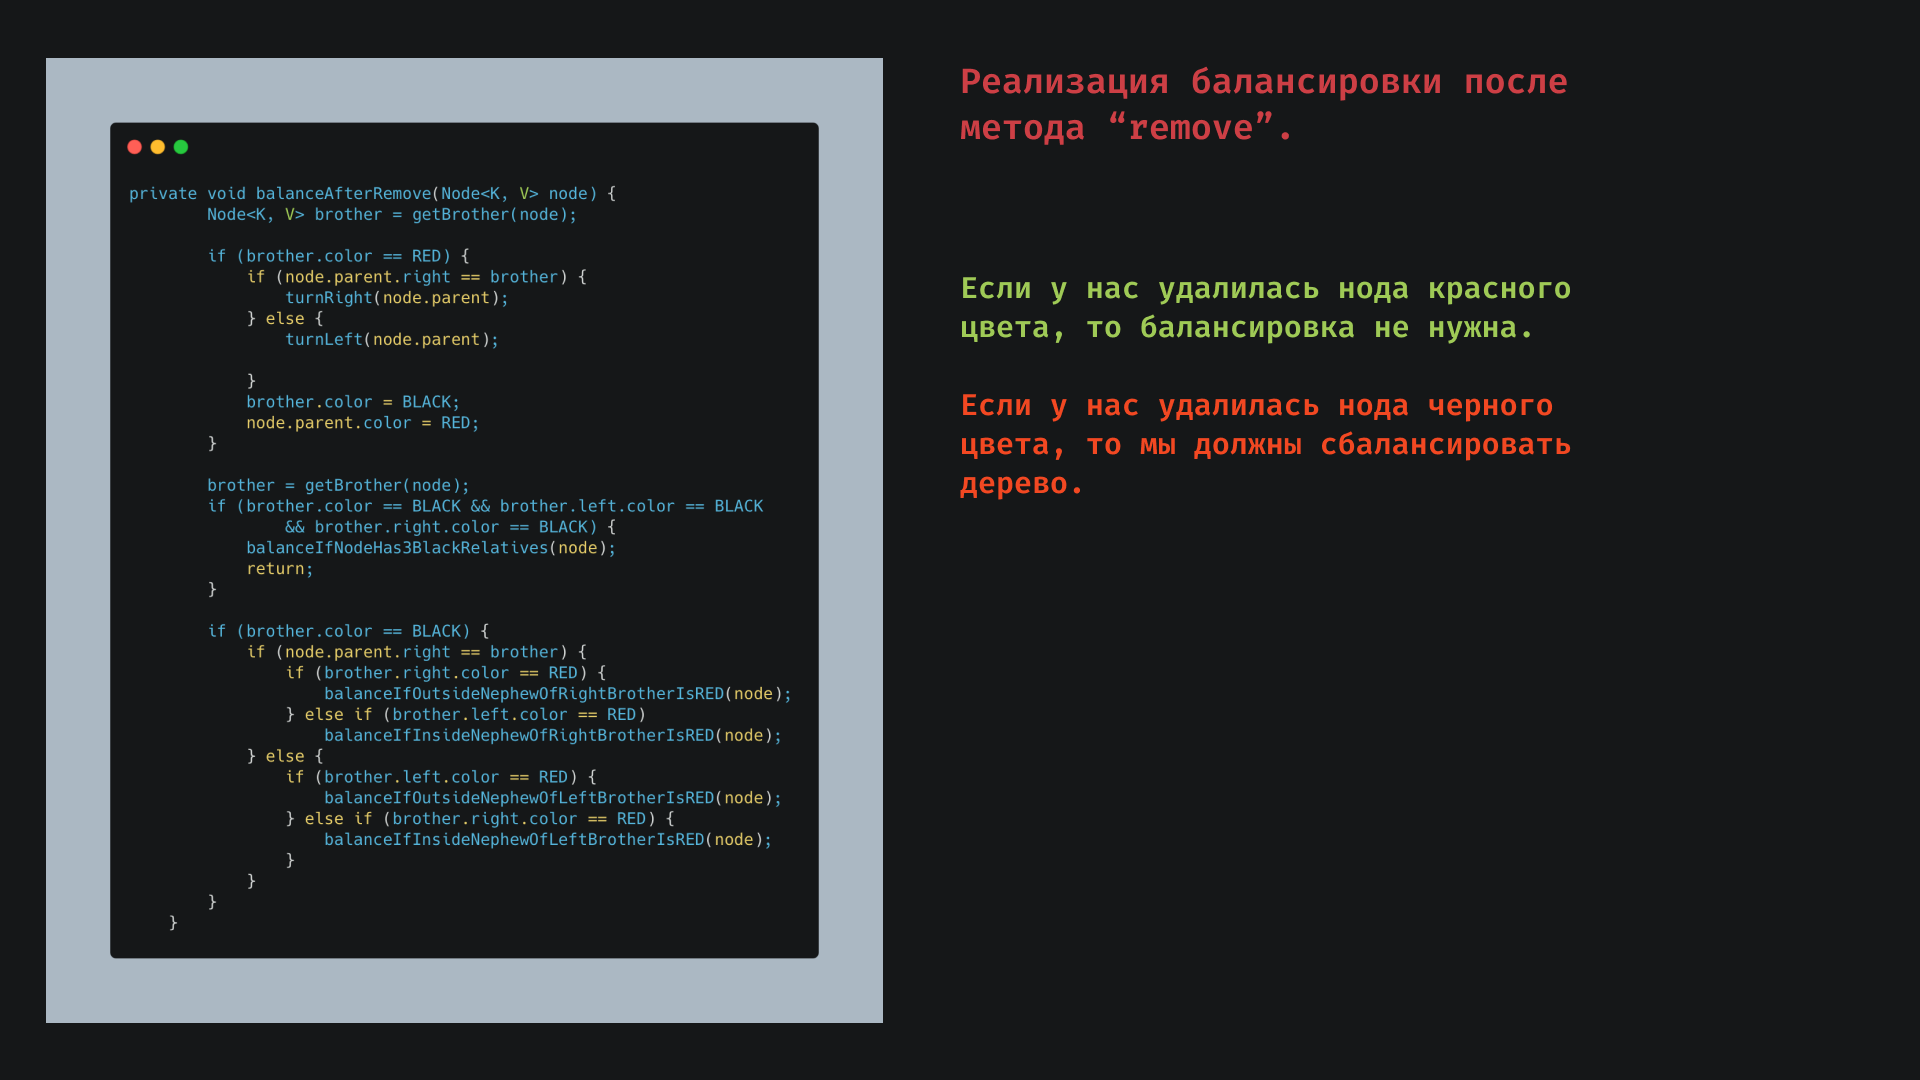 private void balanceAfterRemove(Node<K, V> node) {
        Node<K, V> brother = getBrother(node);

        if (brother.color == RED) {
            if (node.parent.right == brother) {
                turnRight(node.parent);
            } else {
                turnLeft(node.parent);

            }
            brother.color = BLACK;
            node.parent.color = RED;
        }

        brother = getBrother(node);
        if (brother.color == BLACK && brother.left.color == BLACK
                && brother.right.color == BLACK) {
            balanceIfNodeHas3BlackRelatives(node);
            return;
        }

        if (brother.color == BLACK) {
            if (node.parent.right == brother) {
                if (brother.right.color == RED) {
                    balanceIfOutsideNephewOfRightBrotherIsRED(node);
                } else if (brother.left.color == RED)
                    balanceIfInsideNephewOfRightBrotherIsRED(node);
            } else {
                if (brother.left.color == RED) {
                    balanceIfOutsideNephewOfLeftBrotherIsRED(node);
                } else if (brother.right.color == RED) {
                    balanceIfInsideNephewOfLeftBrotherIsRED(node);
                }
            }
        }
    }
Реализация балансировки после
метода “remove”.
Если у нас удалилась нода красного
цвета, то балансировка не нужна.
Если у нас удалилась нода черного
цвета, то мы должны сбалансировать
дерево.